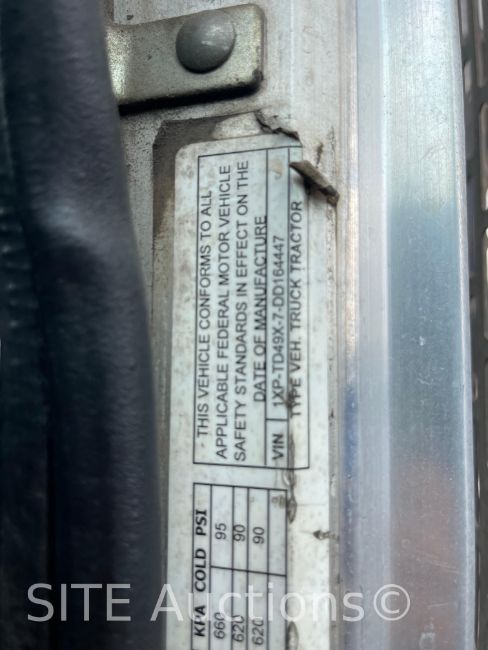 THIS VEHICLE CONFORMS TO ALL
APPLICABLE FEDERAL MOTOR VEHICLE
SAFETY STANDARDS IN EFFECT ON THE
DATE OF MANUFACTURE
VIN 1XP-TD49X-7-DD164447
TYPE VEH. TRUCK TRACTOR
KPA COLD PSI
660 95
620 90
620 90
SITE Auctions©